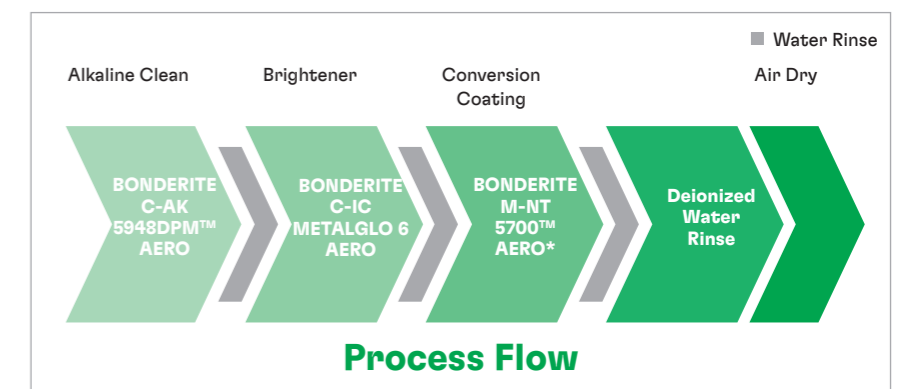 Water Rinse
Alkaline Clean
Brightener
Conversion
Coating
Air Dry
BONDERITE
C-AK
5948DPM™
AERO
BONDERITE
C-IC
METALGLO 6
AERO
BONDERITE
M-NT
5700™
AERO*
Deionized
Water
Rinse
Process Flow